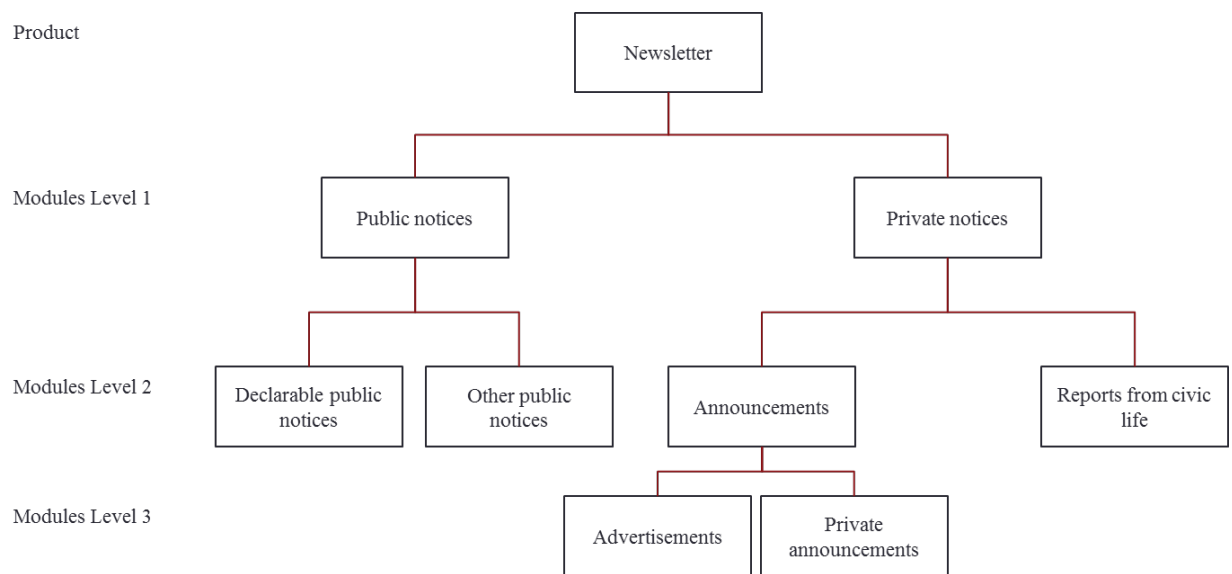 Product
Newsletter
Modules Level 1
Public notices
Private notices
Modules Level 2
Declarable public
notices
Other public
notices
Announcements
Reports from civic
life
Modules Level 3
Advertisements
Private
announcements